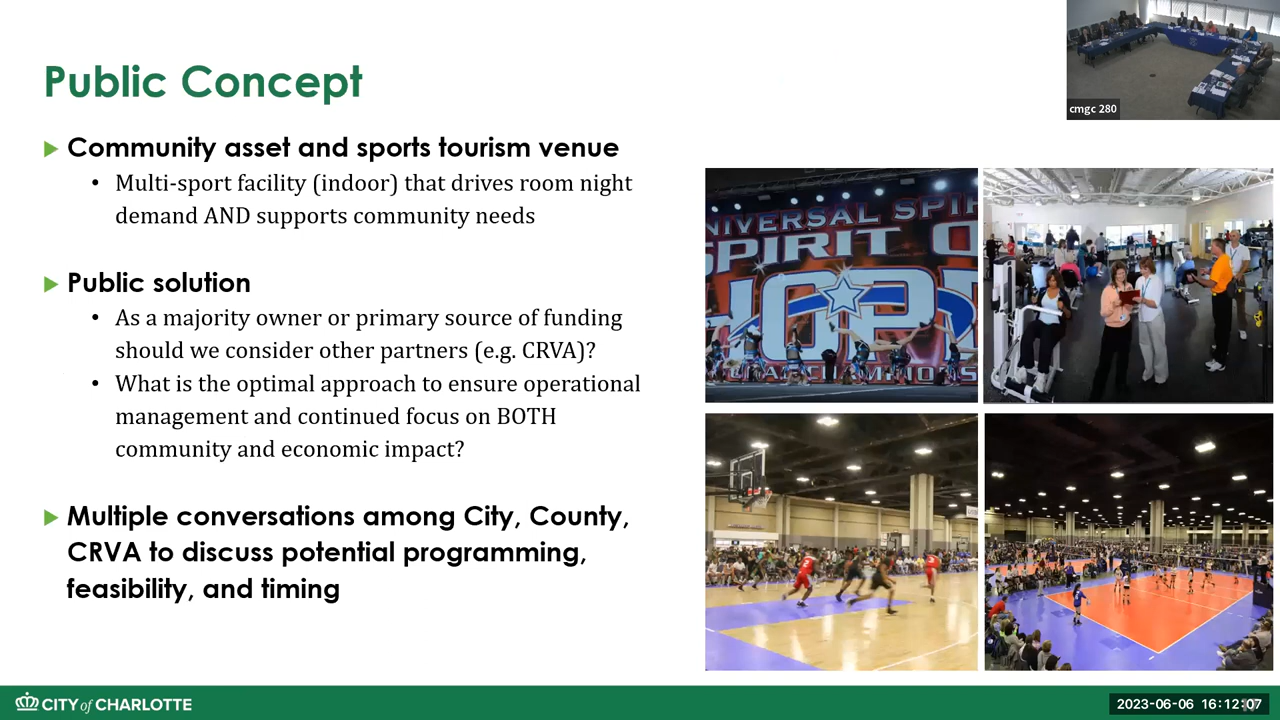 Public Concept
cmgc 280
Community asset and sports tourism venue
• Multi-sport facility (indoor) that drives room night
demand AND supports community needs
Public solution
• As a majority owner or primary source of funding
should we consider other partners (e.g. CRVA)?
• What is the optimal approach to ensure operational
management and continued focus on BOTH
community and economic impact?
Multiple conversations among City, County,
CRVA to discuss potential programming,
feasibility, and timing
NIVERSAL SPI
SPIRIT O
HOPE
CITY of CHARLOTTE
2023-06-06 16:12:07